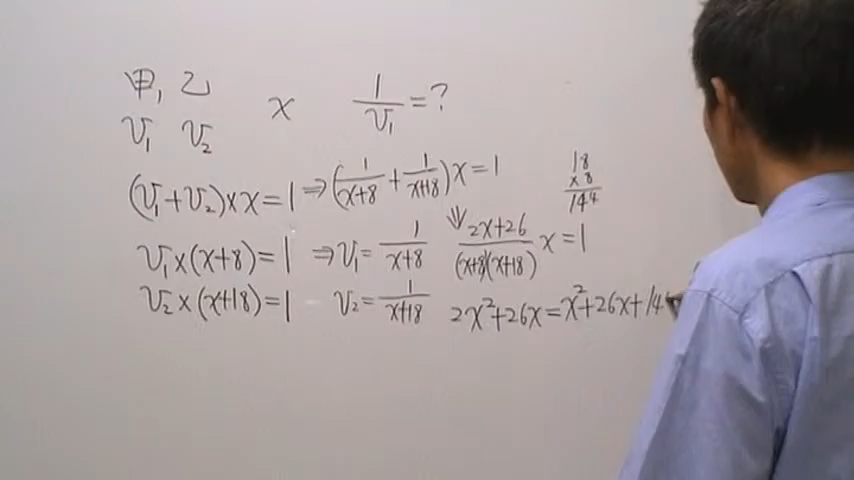 甲, 乙
V₁ V₂
x
1/V₁ = ?
(V₁+V₂)×x=1 ⇒ (1/(x+8) + 1/(x+18))x=1
18
×8
144
V₁×(x+8)=1 ⇒ V₁= 1/(x+8)
⇓ (2x+26)/((x+8)(x+18)) x=1
V₂×(x+18)=1 V₂= 1/(x+18)
2x²+26x=x²+26x+14